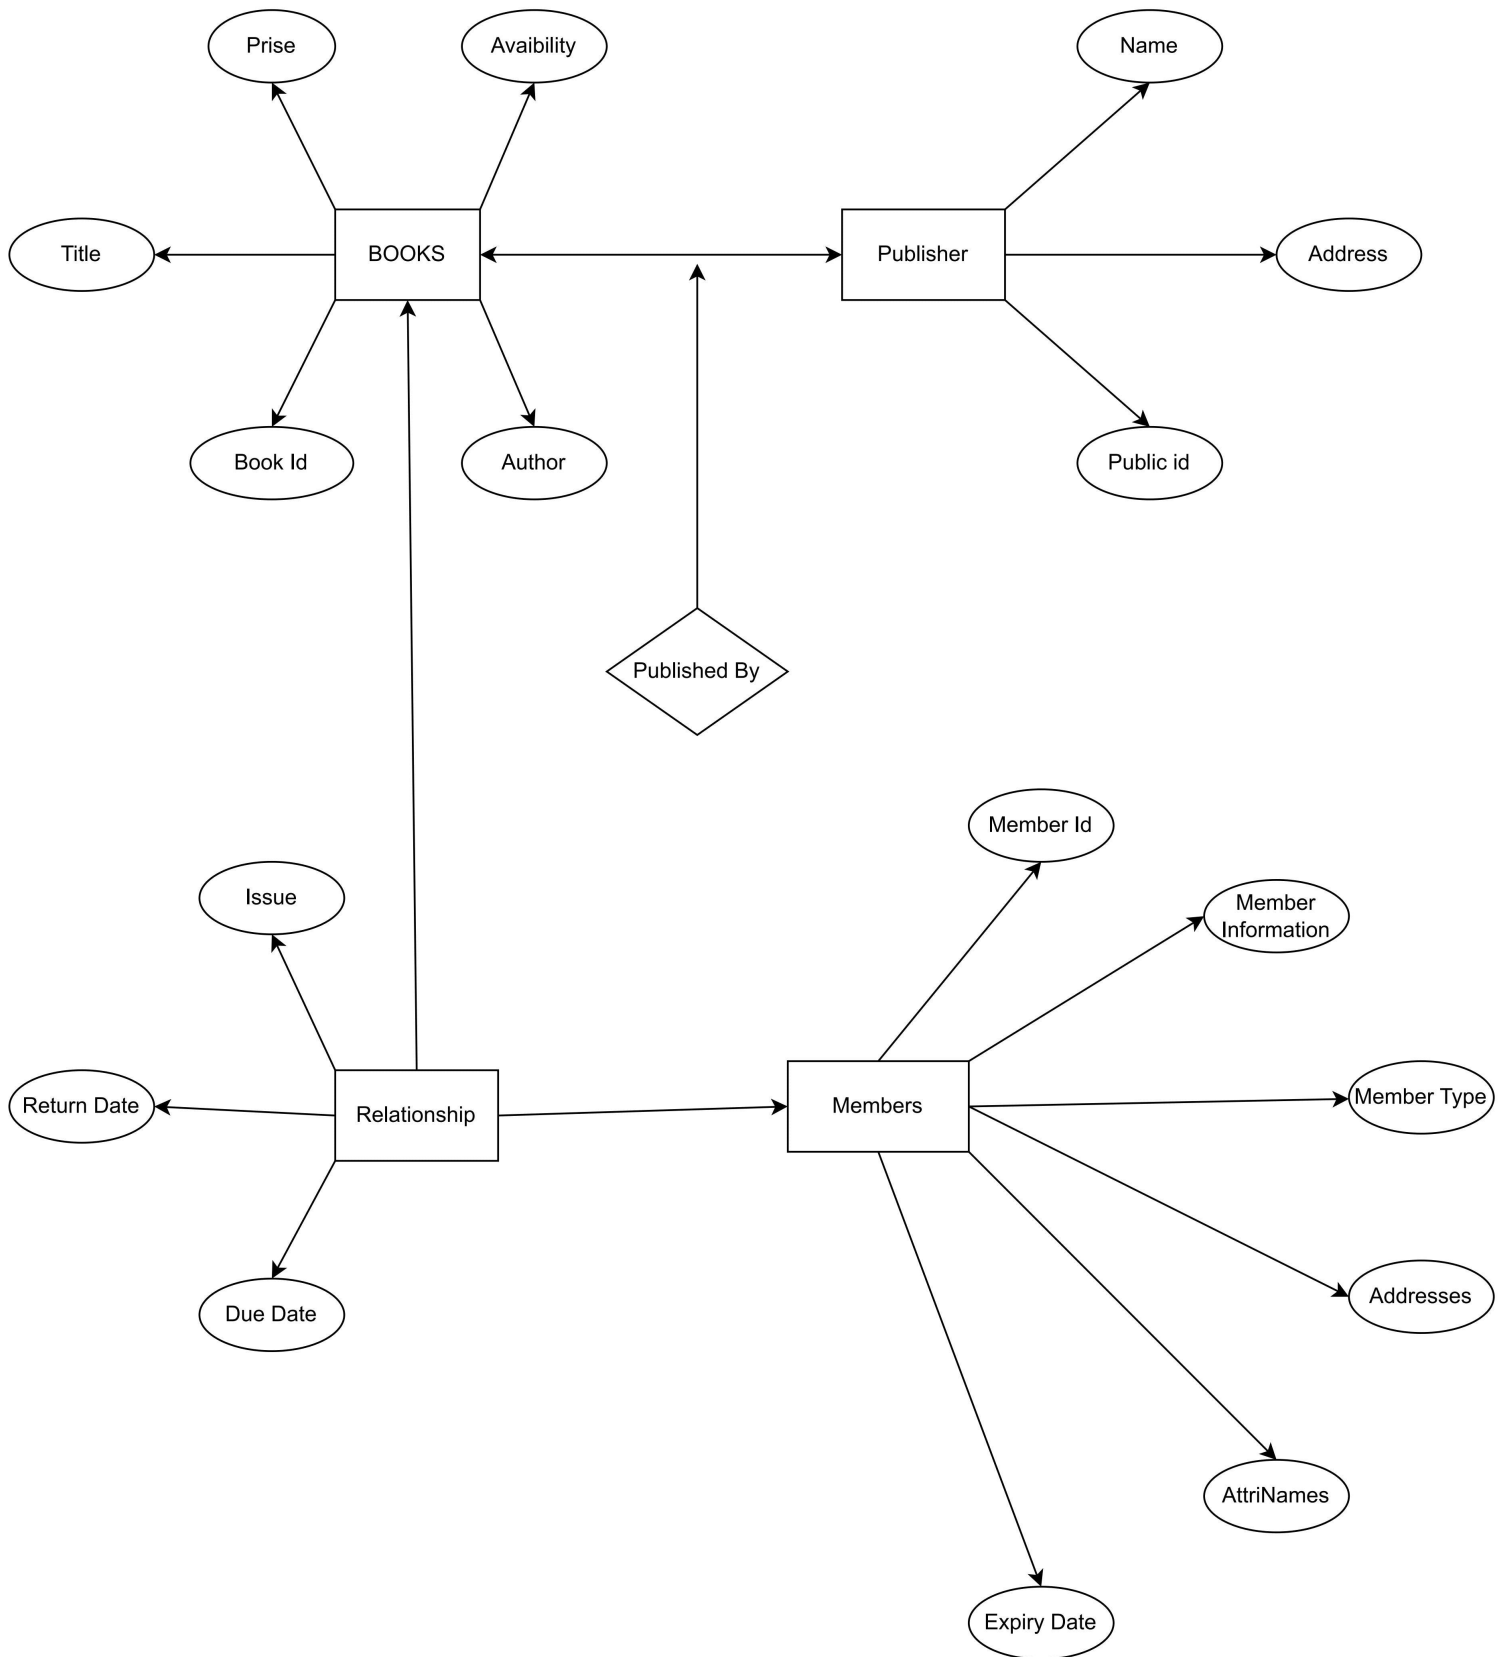 Prise
Avaibility
Name
Title
BOOKS
Publisher
Address
Book Id
Author
Public id
Published By
Member Id
Issue
Member
Information
Return Date
Relationship
Members
Member Type
Due Date
Addresses
AttriNames
Expiry Date